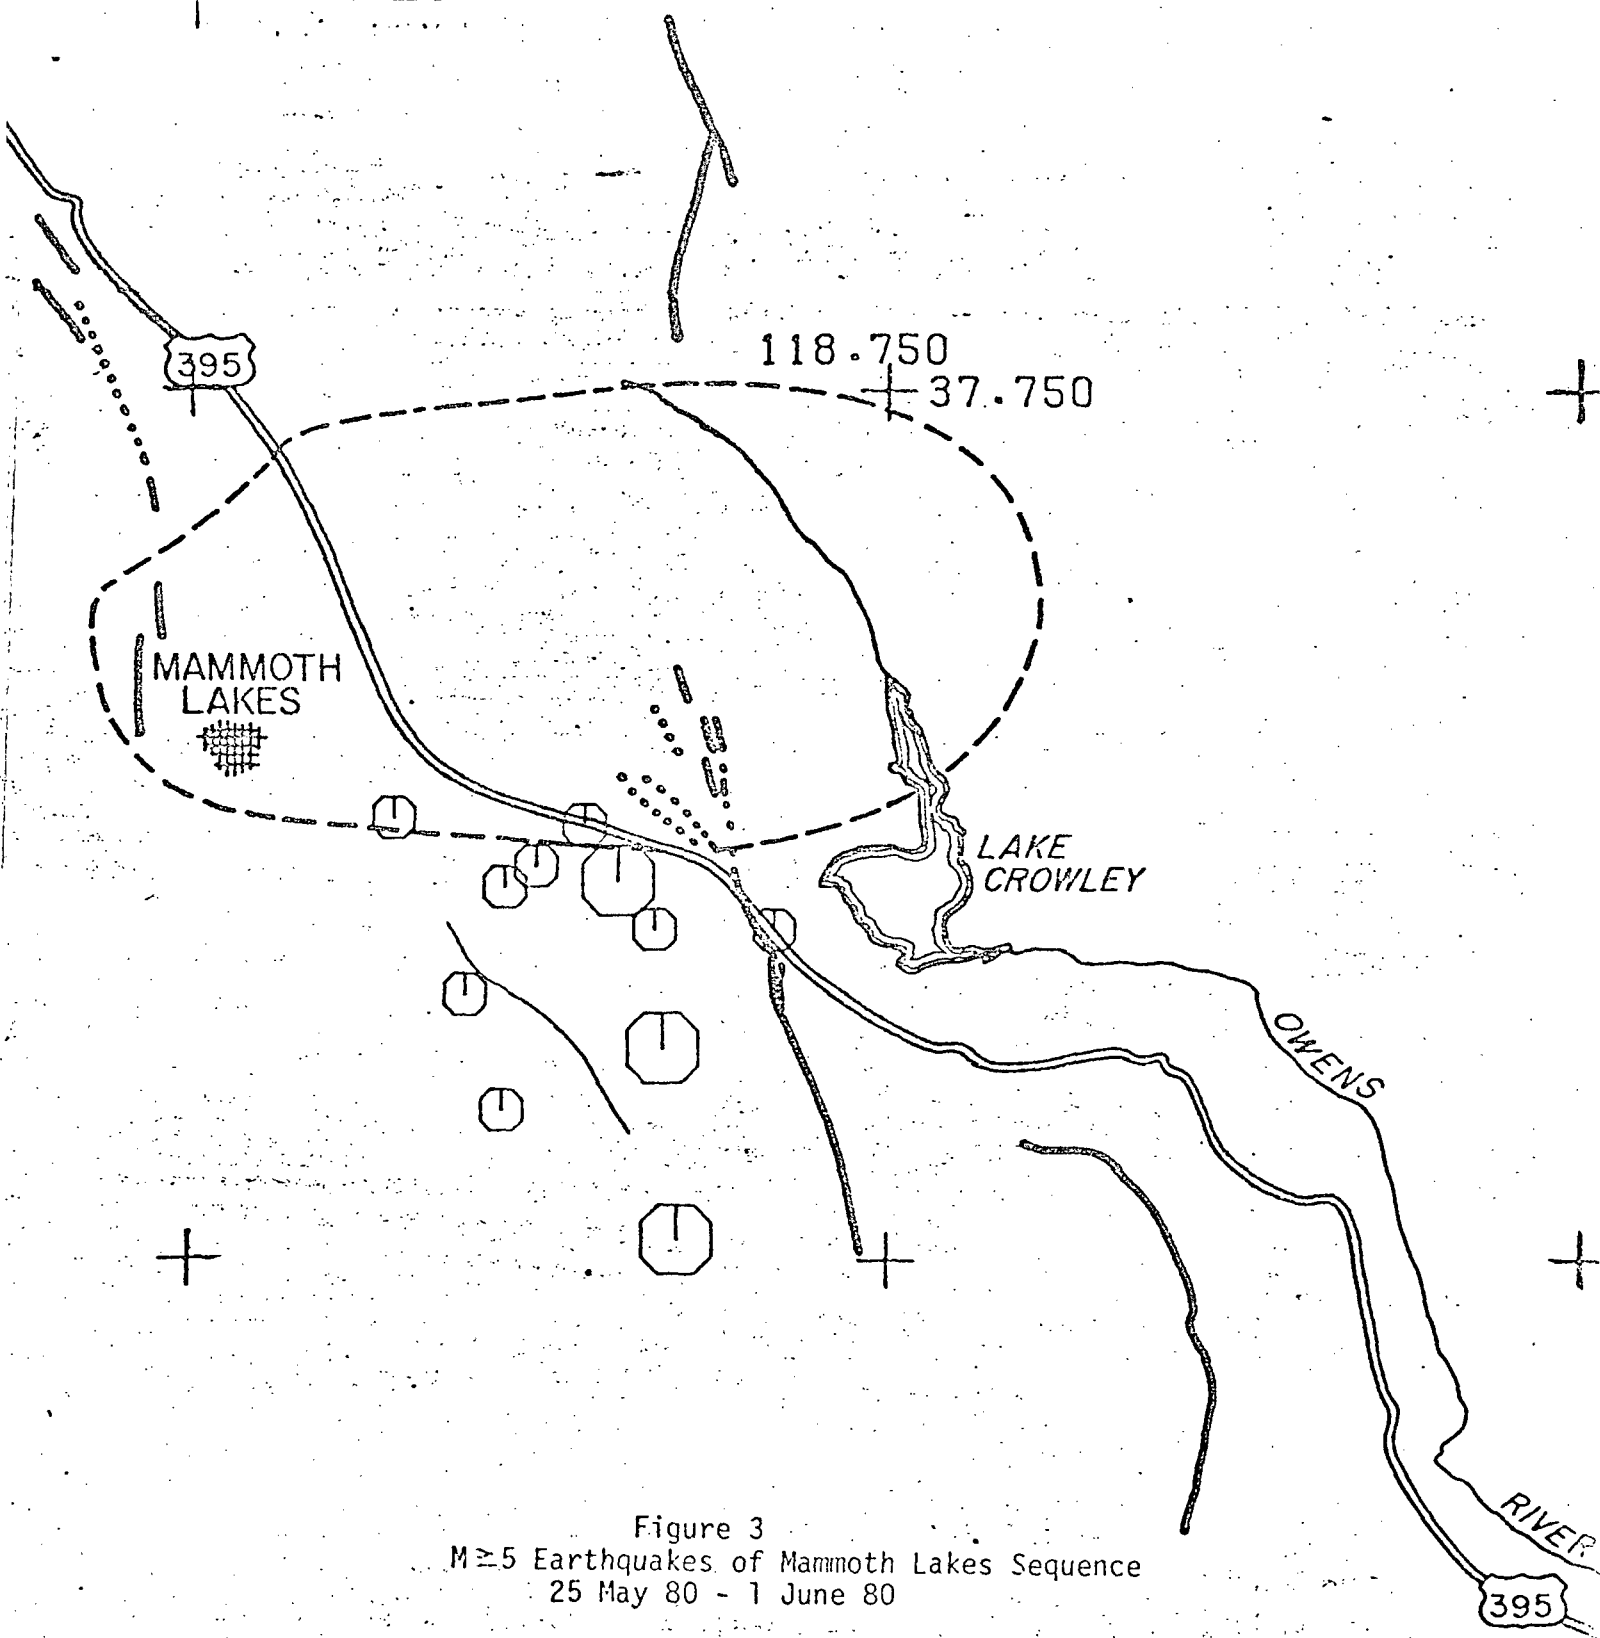 395
118.750
37.750
MAMMOTH
LAKES
LAKE
CROWLEY
OWENS
RIVER
Figure 3
M≥5 Earthquakes of Mammoth Lakes Sequence
25 May 80 - 1 June 80
395